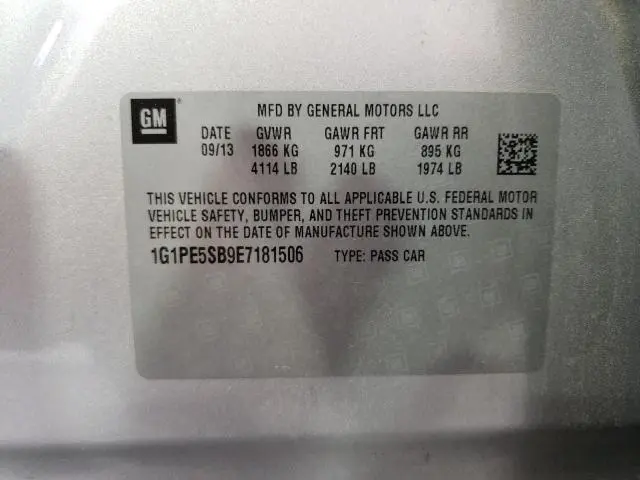 GM
MFD BY GENERAL MOTORS LLC
DATE GVWR GAWR FRT GAWR RR
09/13 1866 KG 971 KG 895 KG
4114 LB 2140 LB 1974 LB
THIS VEHICLE CONFORMS TO ALL APPLICABLE U.S. FEDERAL MOTOR
VEHICLE SAFETY, BUMPER, AND THEFT PREVENTION STANDARDS IN
EFFECT ON THE DATE OF MANUFACTURE SHOWN ABOVE.
1G1PE5SB9E7181506 TYPE: PASS CAR